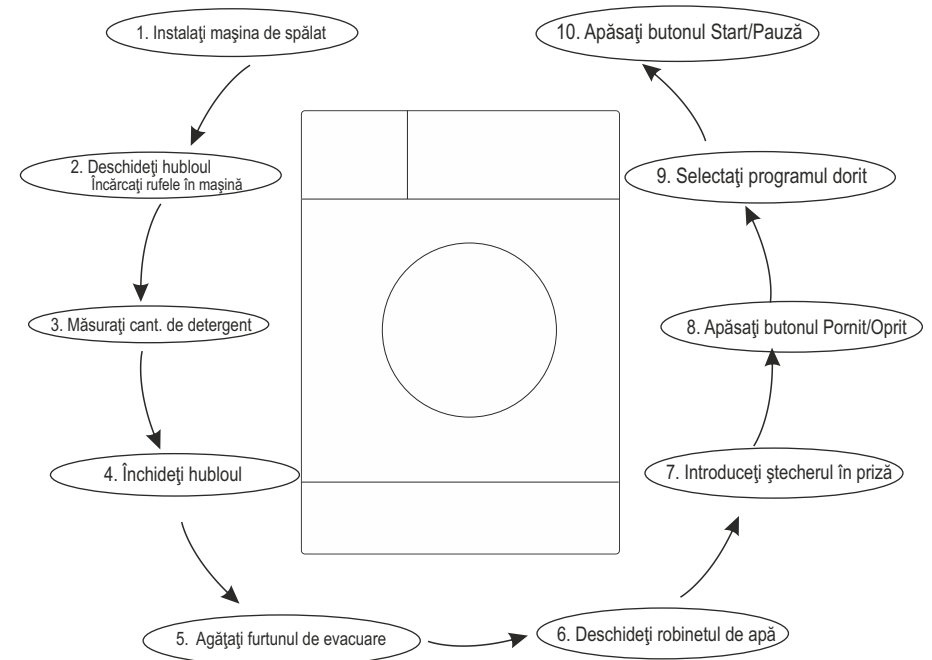 1. Instalaţi maşina de spălat
2. Deschideţi hubloul
Încărcaţi rufele în maşină
3. Măsuraţi cant. de detergent
4. Închideţi hubloul
5. Agăţaţi furtunul de evacuare
6. Deschideţi robinetul de apă
7. Introduceţi ştecherul în priză
8. Apăsaţi butonul Pornit/Oprit
9. Selectaţi programul dorit
10. Apăsaţi butonul Start/Pauză